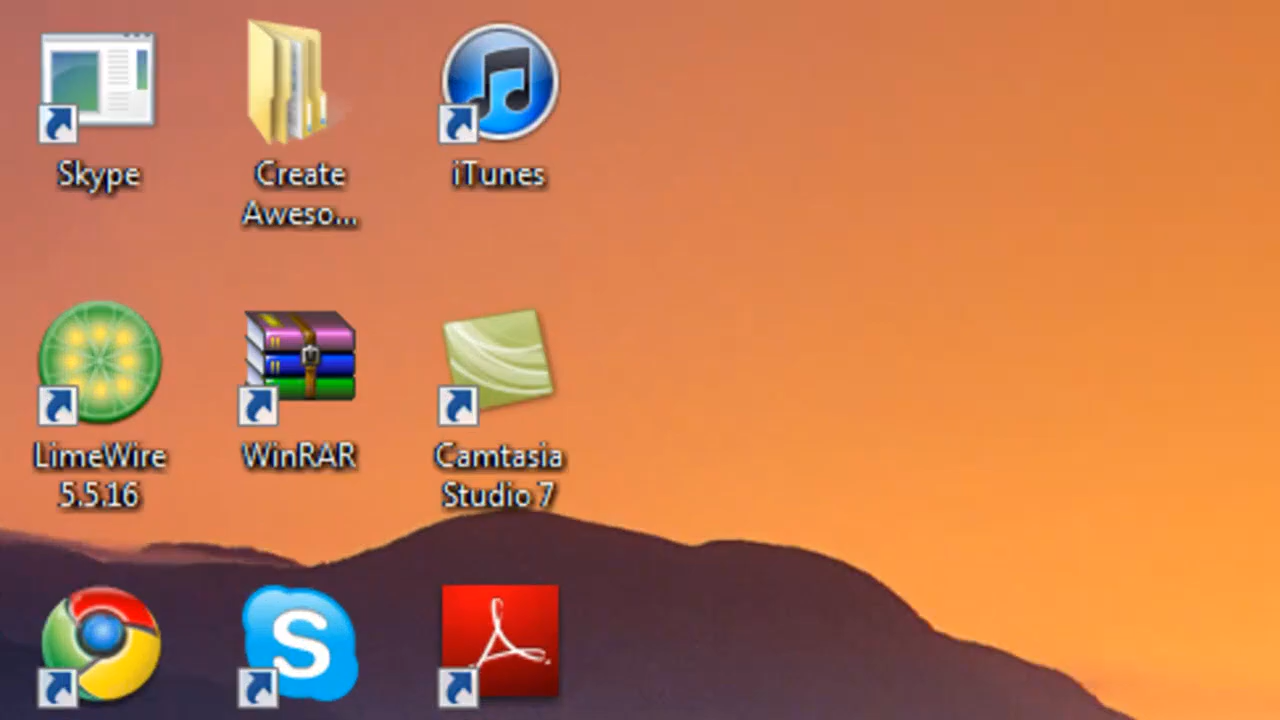 Skype
Create
Aweso...
iTunes
LimeWire
5.5.16
WinRAR
Camtasia
Studio 7
S